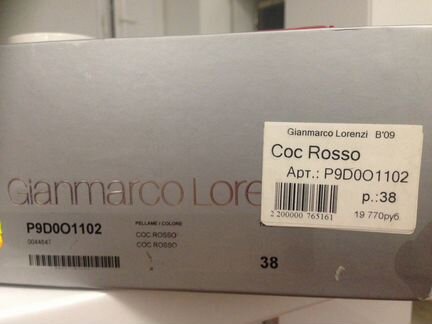 Gianmarco Lorenzi B'09
Coc Rosso
Арт.: P9D0O1102
р.:38
2 200000 765161
19 770руб.
Gianmarco Lore
P9D0O1102
PELLAME / COLORE
COC ROSSO
COC ROSSO
38